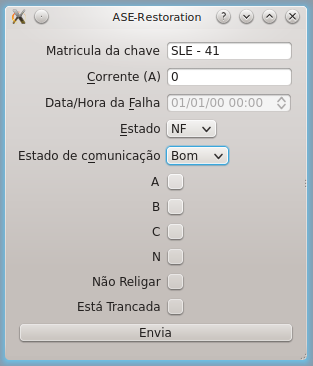 ASE-Restoration
Matricula da chave SLE - 41
Corrente (A) 0
Data/Hora da Falha 01/01/00 00:00
Estado NF
Estado de comunicação Bom
A
B
C
N
Não Religar
Está Trancada
Envia